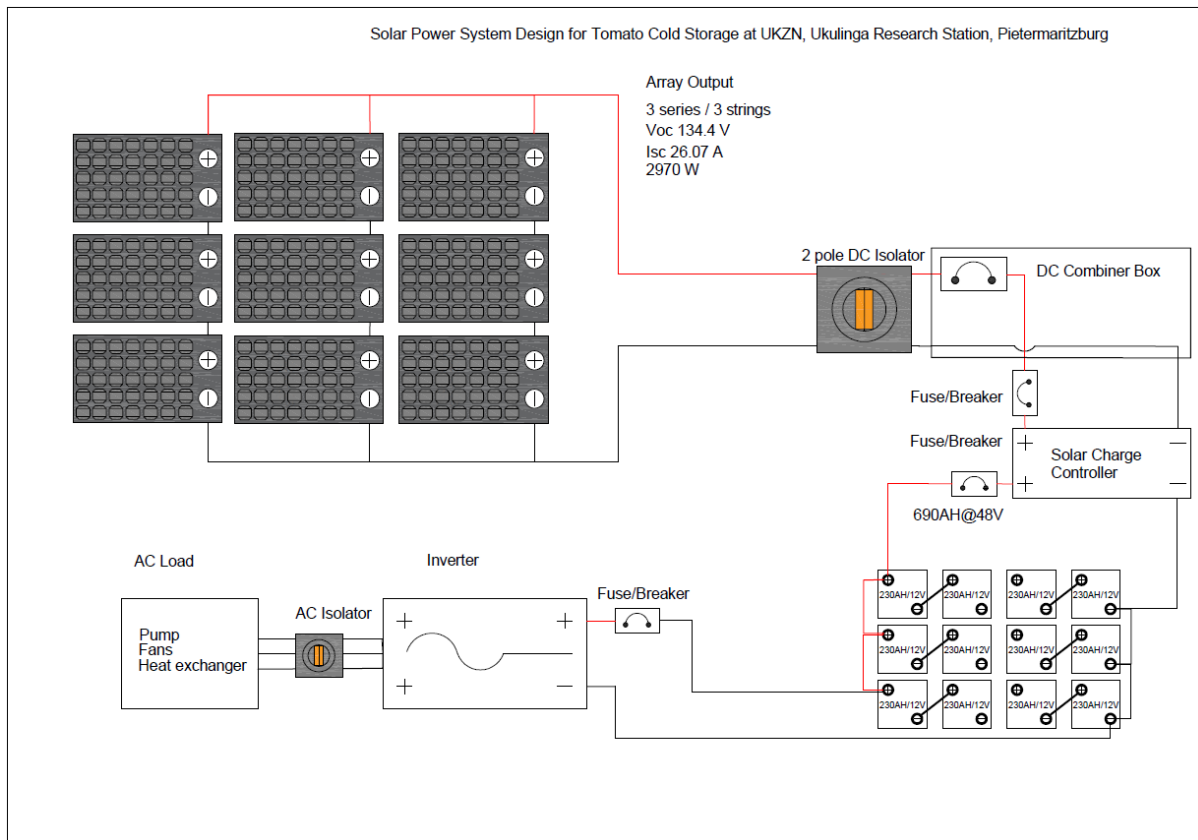 Solar Power System Design for Tomato Cold Storage at UKZN, Ukulinga Research Station, Pietermaritzburg
Array Output
3 series / 3 strings
Voc 134.4 V
Isc 26.07 A
2970 W
2 pole DC Isolator
DC Combiner Box
Fuse/Breaker
Fuse/Breaker
Solar Charge
Controller
690AH@48V
AC Load
Inverter
AC Isolator
Fuse/Breaker
Pump
Fans
Heat exchanger
230AH/12V 230AH/12V 230AH/12V 230AH/12V
230AH/12V 230AH/12V 230AH/12V 230AH/12V
230AH/12V 230AH/12V 230AH/12V 230AH/12V